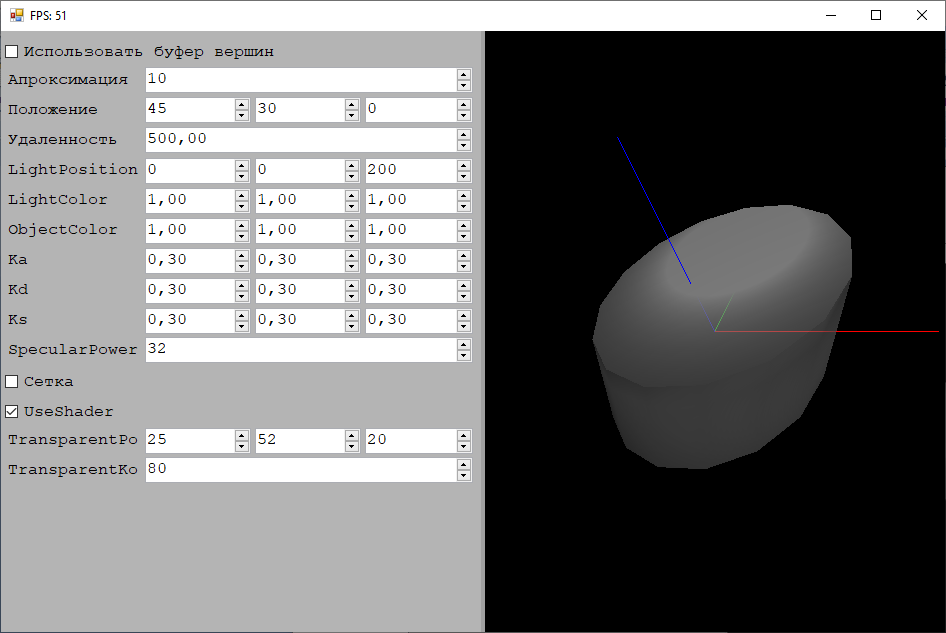 FPS: 51
Использовать буфер вершин
Апроксимация 10
Положение 45 30 0
Удаленность 500,00
LightPosition 0 0 200
LightColor 1,00 1,00 1,00
ObjectColor 1,00 1,00 1,00
Ka 0,30 0,30 0,30
Kd 0,30 0,30 0,30
Ks 0,30 0,30 0,30
SpecularPower 32
Сетка
UseShader
TransparentPo 25 52 20
TransparentKo 80